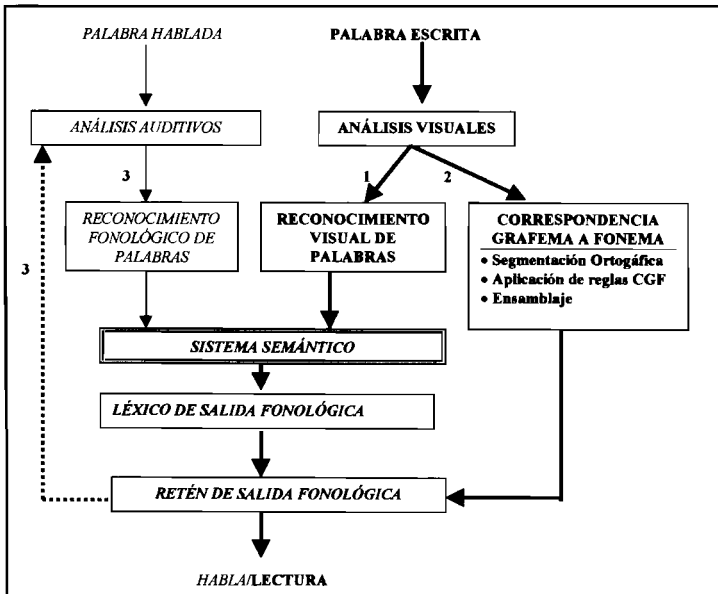 PALABRA HABLADA
PALABRA ESCRITA
ANÁLISIS AUDITIVOS
ANÁLISIS VISUALES
3
1
2
RECONOCIMIENTO
FONOLÓGICO DE
PALABRAS
RECONOCIMIENTO
VISUAL DE
PALABRAS
CORRESPONDENCIA
GRAFEMA A FONEMA
• Segmentación Ortogáfica
• Aplicación de reglas CGF
• Ensamblaje
3
SISTEMA SEMÁNTICO
LÉXICO DE SALIDA FONOLÓGICA
RETÉN DE SALIDA FONOLÓGICA
HABLA/LECTURA